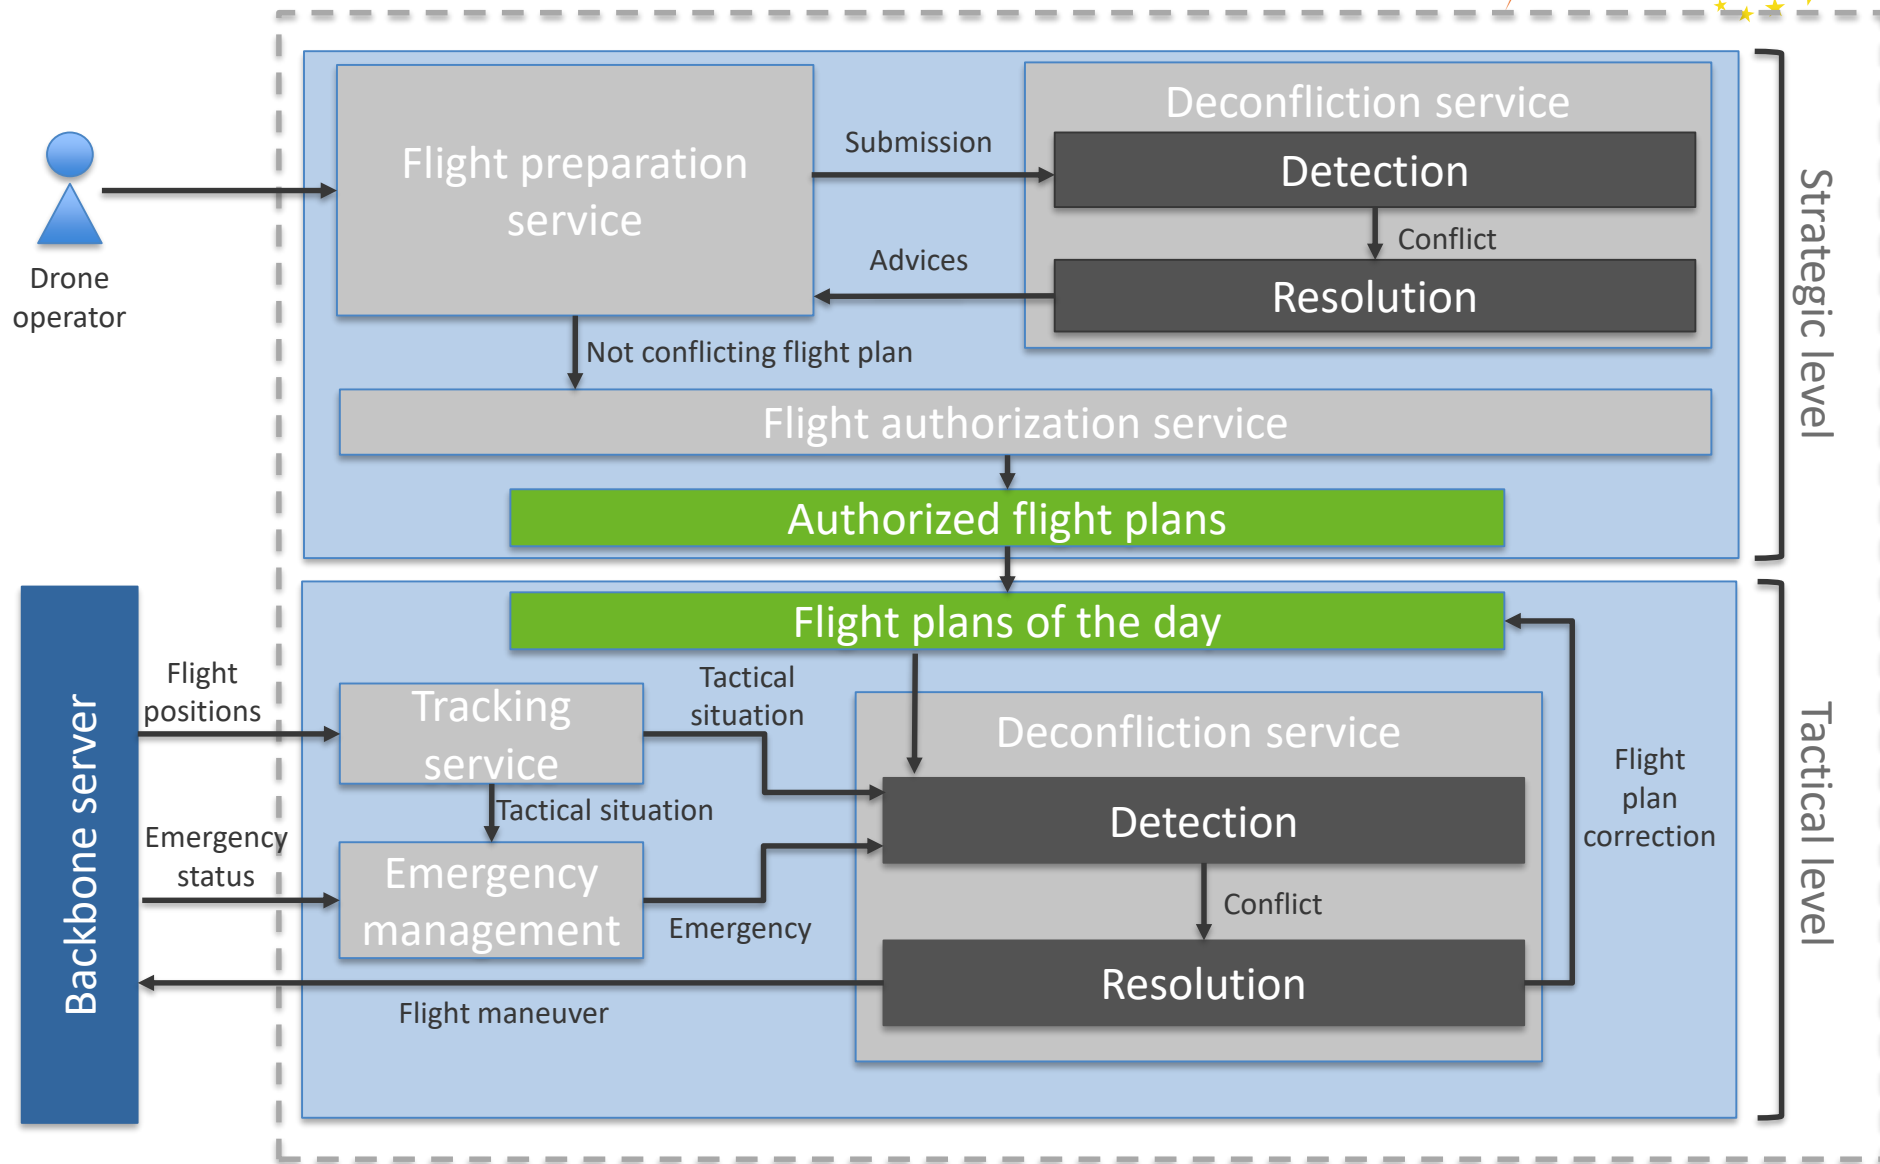 Drone
operator
Flight preparation
service
Submission
Advices
Deconfliction service
Detection
Conflict
Resolution
Not conflicting flight plan
Flight authorization service
Authorized flight plans
Strategic level
Backbone server
Flight plans of the day
Flight
positions
Tracking
service
Tactical
situation
Tactical situation
Emergency
status
Emergency
management
Emergency
Deconfliction service
Detection
Conflict
Resolution
Flight maneuver
Flight
plan
correction
Tactical level